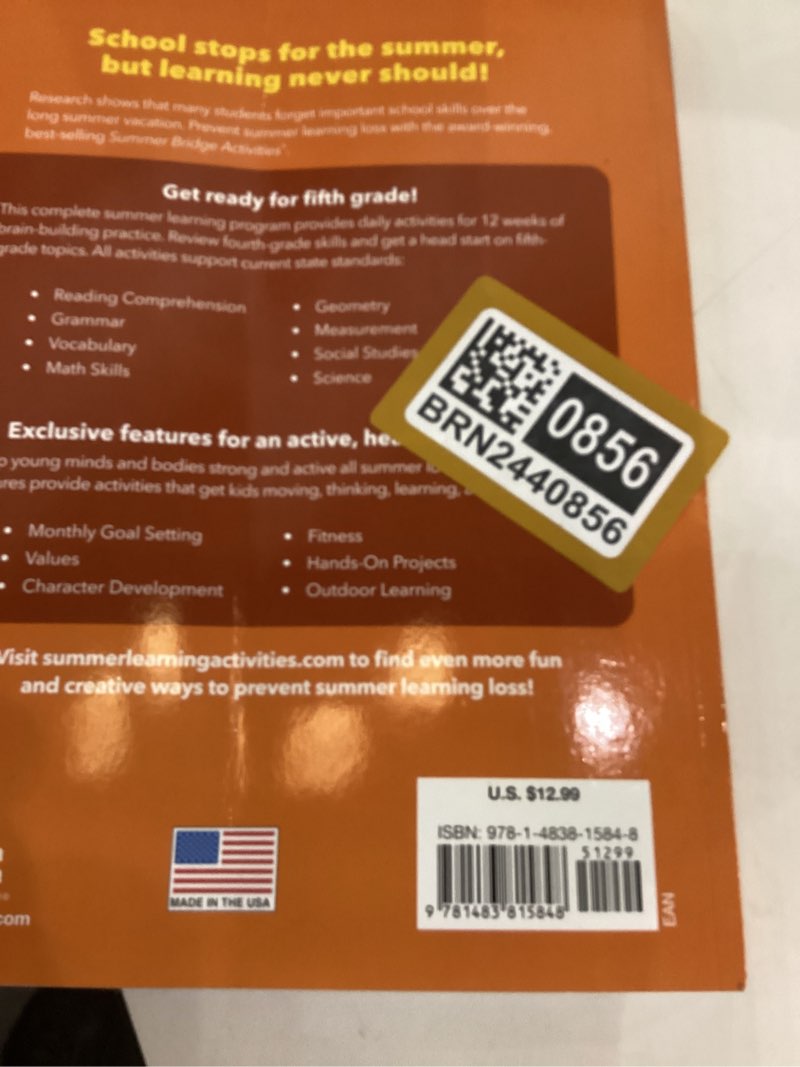 School stops for the summer,
but learning never should!
Research shows that many students forget important school skills over the
long summer vacation. Prevent summer learning loss with the award-winning,
best-selling Summer Bridge Activities
Get ready for fifth grade!
This complete summer learning program provides daily activities for 12 weeks of
brain-building practice. Review fourth-grade skills and get a head start on fifth-
grade topics. All activities support current state standards:
• Reading Comprehension
• Grammar
• Vocabulary
• Math Skills
• Geometry
• Measurement
• Social Studies
• Science
0856
BRN2440856
Exclusive features for an active,
young minds and bodies strong and active all summer
provide activities that get kids moving, thinking, learning,
• Monthly Goal Setting
• Values
• Character Development
• Fitness
• Hands-On Projects
• Outdoor Learning
Visit summerlearningactivities.com to find even more fun
and creative ways to prevent summer learning loss!
U.S. $12.99
ISBN: 978-1-4838-1584-8
51299
9 781483 815848
EAN
MADE IN THE USA
.com